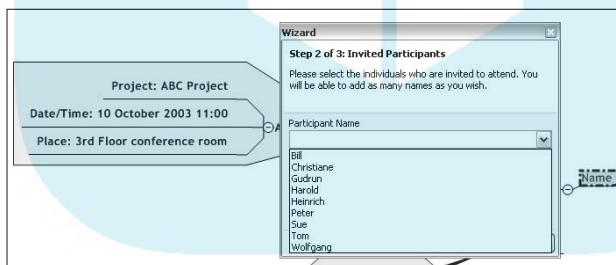 Project: ABC Project
Date/Time: 10 October 2003 11:00
Place: 3rd Floor conference room
Wizard
Step 2 of 3: Invited Participants
Please select the individuals who are invited to attend. You
will be able to add as many names as you wish.
Participant Name
Bill
Christiane
Gudrun
Harold
Heinrich
Peter
Sue
Tom
Wolfgang
Name